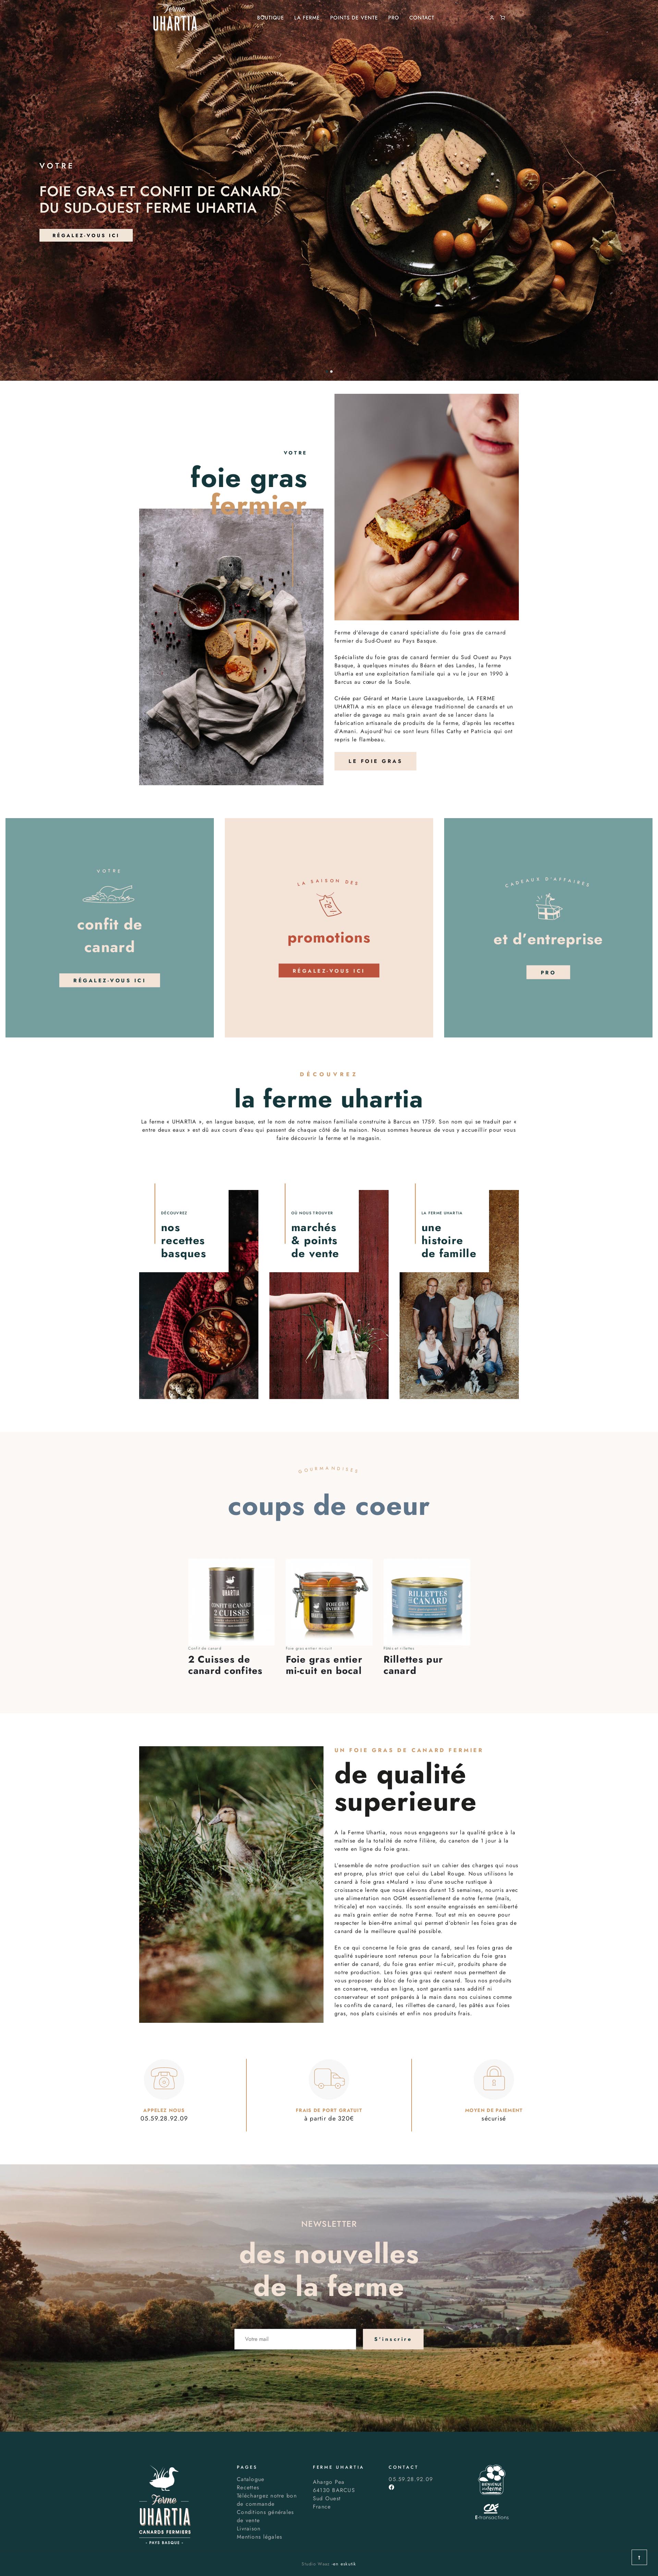 Ferme
UHARTIA
BOUTIQUE LA FERME POINTS DE VENTE PRO CONTACT
VOTRE
FOIE GRAS ET CONFIT DE CANARD
DU SUD-OUEST FERME UHARTIA
RÉGALEZ-VOUS ICI
VOTRE
foie gras
fermier
Ferme d'élevage de canard spécialiste du foie gras de carnard
fermier du Sud-Ouest au Pays Basque.
Spécialiste du foie gras de canard fermier du Sud Ouest au Pays
Basque, à quelques minutes du Béarn et des Landes, la ferme
Uhartia est une exploitation familiale qui a vu le jour en 1990 à
Barcus au cœur de la Soule.
Créée par Gérard et Marie Laure Laxagueborde, LA FERME
UHARTIA a mis en place un élevage traditionnel de canards et un
atelier de gavage au maïs grain avant de se lancer dans la
fabrication artisanale de produits de la ferme, d'après les recettes
d'Amani. Aujourd'hui ce sont leurs filles Cathy et Patricia qui ont
repris le flambeau.
LE FOIE GRAS
VOTRE
confit de
canard
RÉGALEZ-VOUS ICI
LA SAISON DES
promotions
RÉGALEZ-VOUS ICI
CADEAUX D'AFFAIRES
et d'entreprise
PRO
DÉCOUVREZ
la ferme uhartia
La ferme « UHARTIA », en langue basque, est le nom de notre maison familiale construite à Barcus en 1759. Son nom qui se traduit par «
entre deux eaux » est dû aux cours d'eau qui passent de chaque côté de la maison. Nous sommes heureux de vous y accueillir pour vous
faire découvrir la ferme et le magasin.
DÉCOUVREZ
nos
recettes
basques
OÙ NOUS TROUVER
marchés
& points
de vente
LA FERME UHARTIA
une
histoire
de famille
GOURMANDISES
coups de coeur
Ferme
UHARTIA
CONFIT DE CANARD
2 CUISSES
FOIE GRAS
ENTIER
RILLETTES
DE CANARD
Confit de canard
2 Cuisses de
canard confites
Foie gras entier mi-cuit
Foie gras entier
mi-cuit en bocal
Pâtés et rillettes
Rillettes pur
canard
UN FOIE GRAS DE CANARD FERMIER
de qualité
superieure
A la Ferme Uhartia, nous nous engageons sur la qualité grâce à la
maîtrise de la totalité de notre filière, du caneton de 1 jour à la
vente en ligne du foie gras.
L'ensemble de notre production suit un cahier des charges qui nous
est propre, plus strict que celui du Label Rouge. Nous utilisons le
canard à foie gras «Mulard » issu d'une souche rustique à
croissance lente que nous élevons durant 15 semaines, nourris avec
une alimentation non OGM essentiellement de notre ferme (maïs,
triticale) et non vaccinés. Ils sont ensuite engraissés en semi-liberté
au maïs grain entier de notre Ferme. Tout est mis en oeuvre pour
respecter le bien-être animal qui permet d'obtenir les foies gras de
canard de la meilleure qualité possible.
En ce qui concerne le foie gras de canard, seul les foies gras de
qualité supérieure sont retenus pour la fabrication du foie gras
entier de canard, du foie gras entier mi-cuit, produits phare de
notre production. Les foies gras qui restent nous permettent de
vous proposer du bloc de foie gras de canard. Tous nos produits
en conserve, vendus en ligne, sont garantis sans additif ni
conservateur et sont préparés à la main dans nos cuisines comme
les confits de canard, les rillettes de canard, les pâtés aux foies
gras, nos plats cuisinés et enfin nos produits frais.
APPELEZ NOUS
05.59.28.92.09
FRAIS DE PORT GRATUIT
à partir de 320€
MOYEN DE PAIEMENT
sécurisé
NEWSLETTER
des nouvelles
de la ferme
Votre mail
S'inscrire
Ferme
UHARTIA
CANARDS FERMIERS
• PAYS BASQUE •
PAGES
Catalogue
Recettes
Téléchargez notre bon
de commande
Conditions générales
de vente
Livraison
Mentions légales
FERME UHARTIA
Ahargo Pea
64130 BARCUS
Sud Ouest
France
CONTACT
05.59.28.92.09
BIENVENUE
à la ferme
CA
E-transactions
Studio Waaz -en eskutik